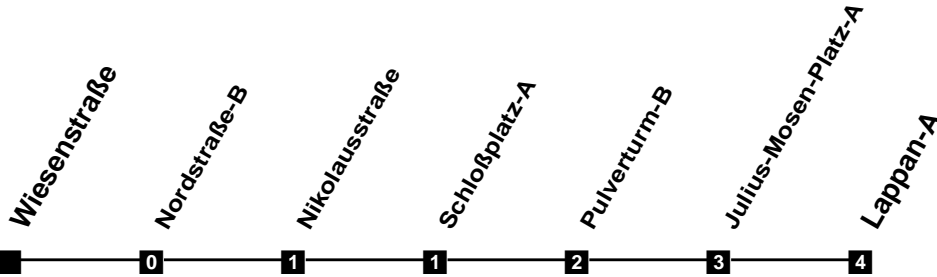 Wiesenstraße
Nordstraße-B
Nikolausstraße
Schloßplatz-A
Pulverturm-B
Julius-Mosen-Platz-A
Lappan-A
0 1 1 2 3 4